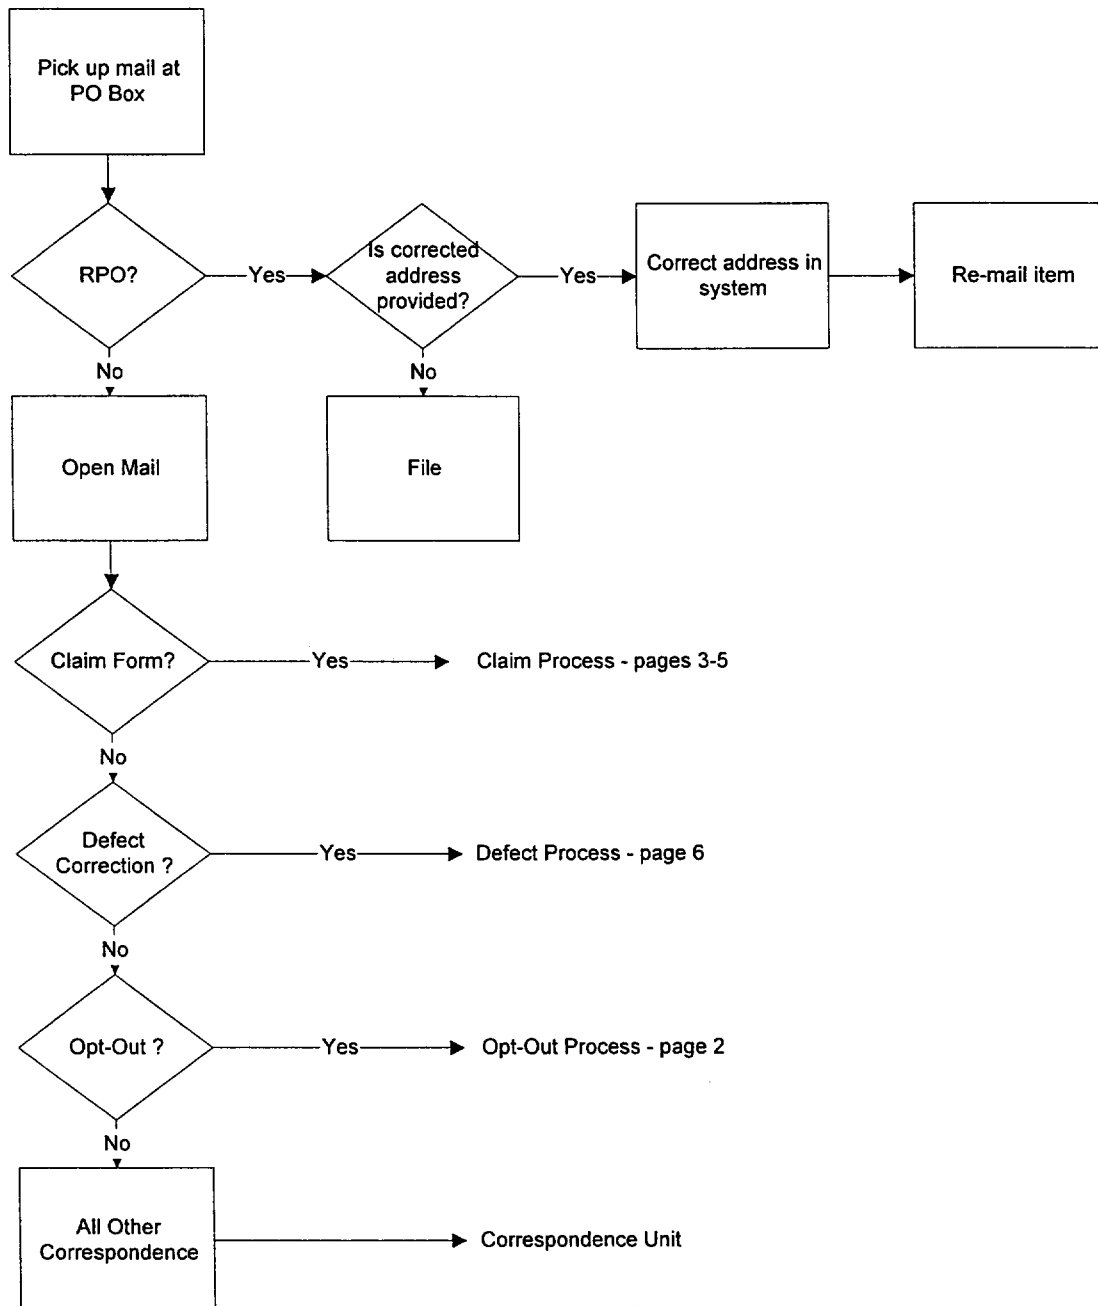 Pick up mail at
PO Box
RPO?
Yes
Is corrected
address
provided?
Yes
Correct address in
system
Re-mail item
No
No
Open Mail
File
Claim Form?
Yes
Claim Process - pages 3-5
No
Defect
Correction ?
Yes
Defect Process - page 6
No
Opt-Out ?
Yes
Opt-Out Process - page 2
No
All Other
Correspondence
Correspondence Unit